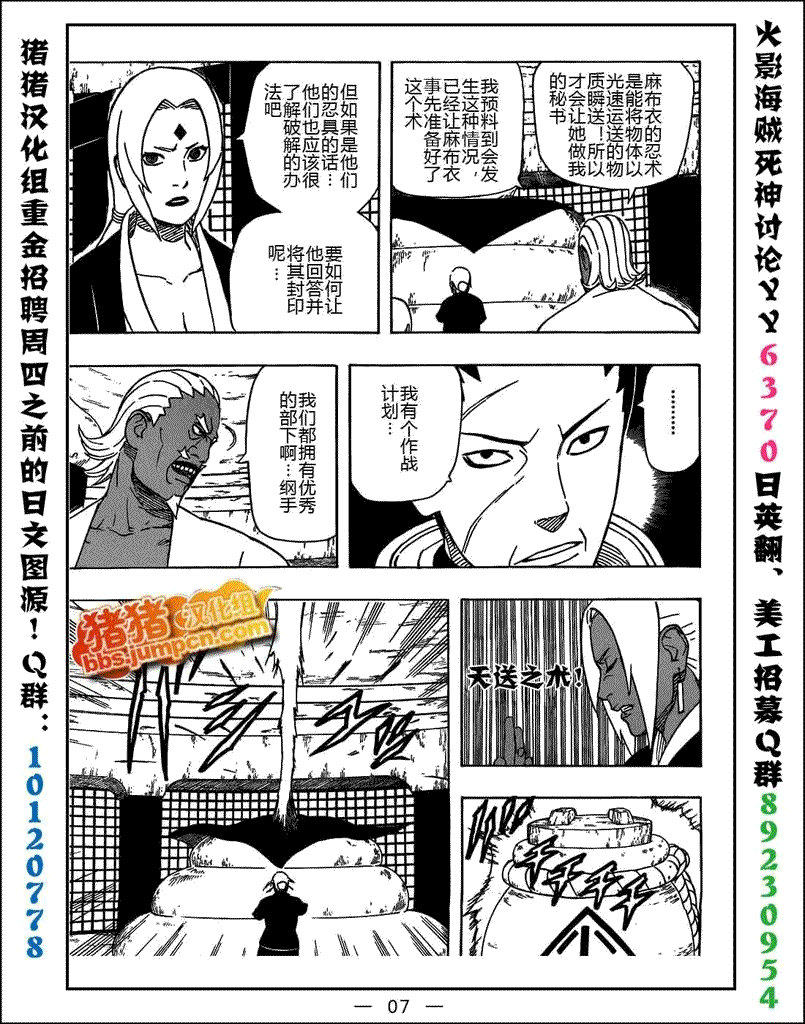 火影海贼死神讨论YY6370日英翻、美工招募Q群89230954
麻布衣的忍术
是能将物体以
光速运送的物
质瞬送！所以
才会让她做我
的秘书
我预料到会发
生这种情况，
已经让麻布衣
事先准备好了
这个术
但如果是他们
的忍具的话…
他们也应该很
了解破解的办
法吧
要如何让
他回答并
将其封印
呢…
………
我有个作战
计划…
我们都拥有优秀
的部下啊…纲手
天送之术！
猪猪汉化组
bbs.jumpcn.com
猪猪汉化组重金招聘周四之前的日文图源！Q群：10120778
— 07 —